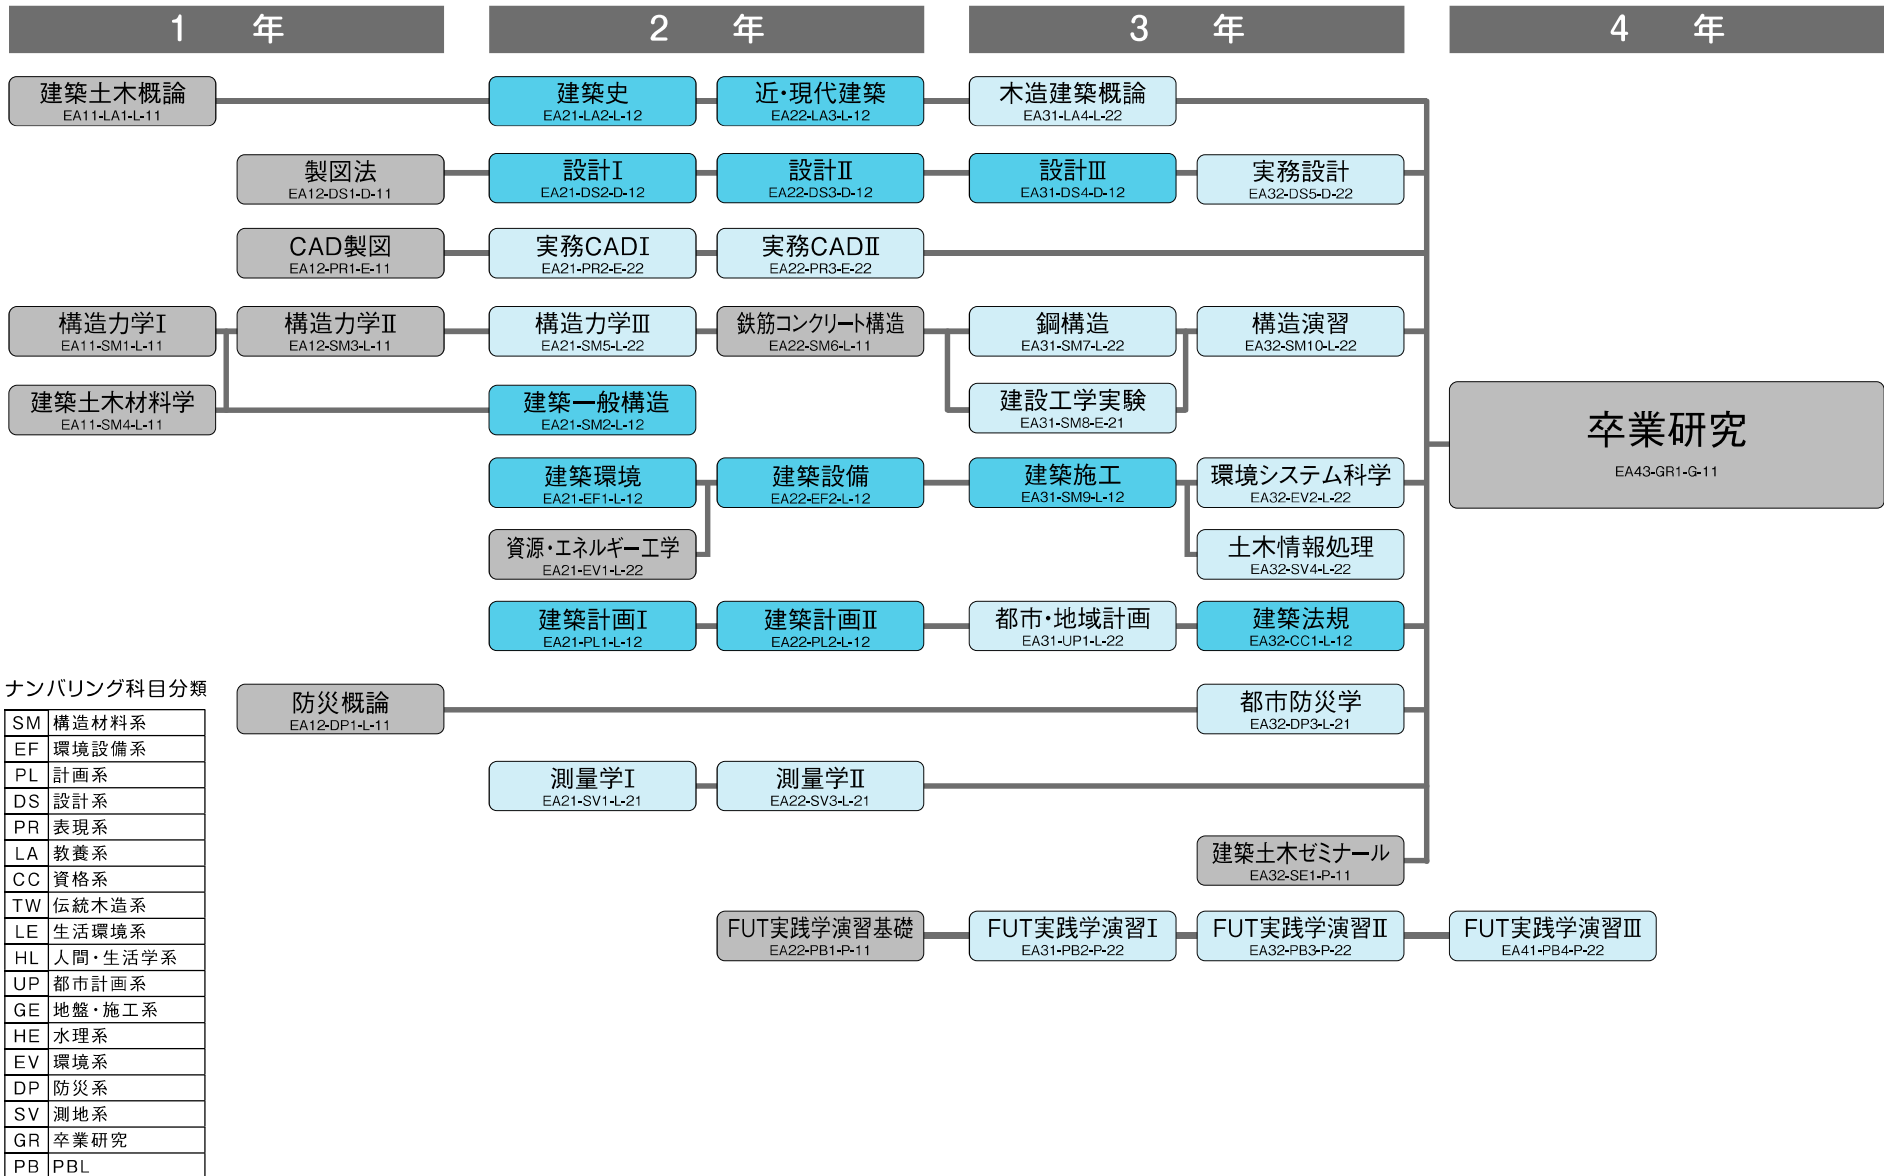 1 年
2 年
3 年
4 年
建築土木概論
EA11-LA1-L-11
建築史
EA21-LA2-L-12
近・現代建築
EA22-LA3-L-12
木造建築概論
EA31-LA4-L-22
製図法
EA12-DS1-D-11
設計Ⅰ
EA21-DS2-D-12
設計Ⅱ
EA22-DS3-D-12
設計Ⅲ
EA31-DS4-D-12
実務設計
EA32-DS5-D-22
CAD製図
EA12-PR1-E-11
実務CADⅠ
EA21-PR2-E-22
実務CADⅡ
EA22-PR3-E-22
構造力学Ⅰ
EA11-SM1-L-11
構造力学Ⅱ
EA12-SM3-L-11
構造力学Ⅲ
EA21-SM5-L-22
鉄筋コンクリート構造
EA22-SM6-L-11
鋼構造
EA31-SM7-L-22
構造演習
EA32-SM10-L-22
建築土木材料学
EA11-SM4-L-11
建築一般構造
EA21-SM2-L-12
建設工学実験
EA31-SM8-E-21
卒業研究
EA43-GR1-G-11
建築環境
EA21-EF1-L-12
建築設備
EA22-EF2-L-12
建築施工
EA31-SM9-L-12
環境システム科学
EA32-EV2-L-22
資源・エネルギー工学
EA21-EV1-L-22
土木情報処理
EA32-SV4-L-22
建築計画Ⅰ
EA21-PL1-L-12
建築計画Ⅱ
EA22-PL2-L-12
都市・地域計画
EA31-UP1-L-22
建築法規
EA32-CC1-L-12
防災概論
EA12-DP1-L-11
都市防災学
EA32-DP3-L-21
測量学Ⅰ
EA21-SV1-L-21
測量学Ⅱ
EA22-SV3-L-21
建築土木ゼミナール
EA32-SE1-P-11
FUT実践学演習基礎
EA22-PB1-P-11
FUT実践学演習Ⅰ
EA31-PB2-P-22
FUT実践学演習Ⅱ
EA32-PB3-P-22
FUT実践学演習Ⅲ
EA41-PB4-P-22
ナンバリング科目分類
SM 構造材料系
EF 環境設備系
PL 計画系
DS 設計系
PR 表現系
LA 教養系
CC 資格系
TW 伝統木造系
LE 生活環境系
HL 人間・生活学系
UP 都市計画系
GE 地盤・施工系
HE 水理系
EV 環境系
DP 防災系
SV 測地系
GR 卒業研究
PB PBL